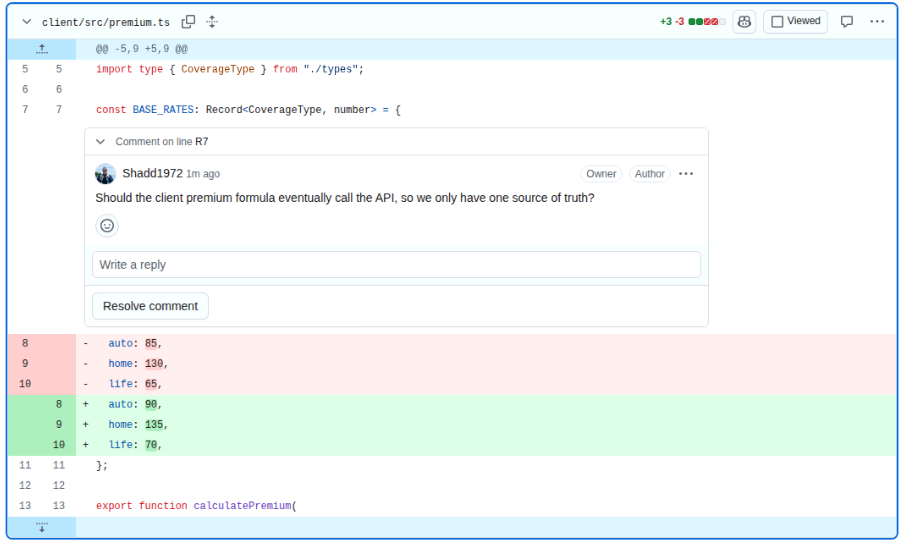 client/src/premium.ts +3 -3 Viewed
@@ -5,9 +5,9 @@
5 5 import type { CoverageType } from "./types";
6 6
7 7 const BASE_RATES: Record<CoverageType, number> = {
Comment on line R7
Shadd1972 1m ago Owner Author
Should the client premium formula eventually call the API, so we only have one source of truth?
Write a reply
Resolve comment
8 - auto: 85,
9 - home: 130,
10 - life: 65,
8 + auto: 90,
9 + home: 135,
10 + life: 70,
11 11 };
12 12
13 13 export function calculatePremium(